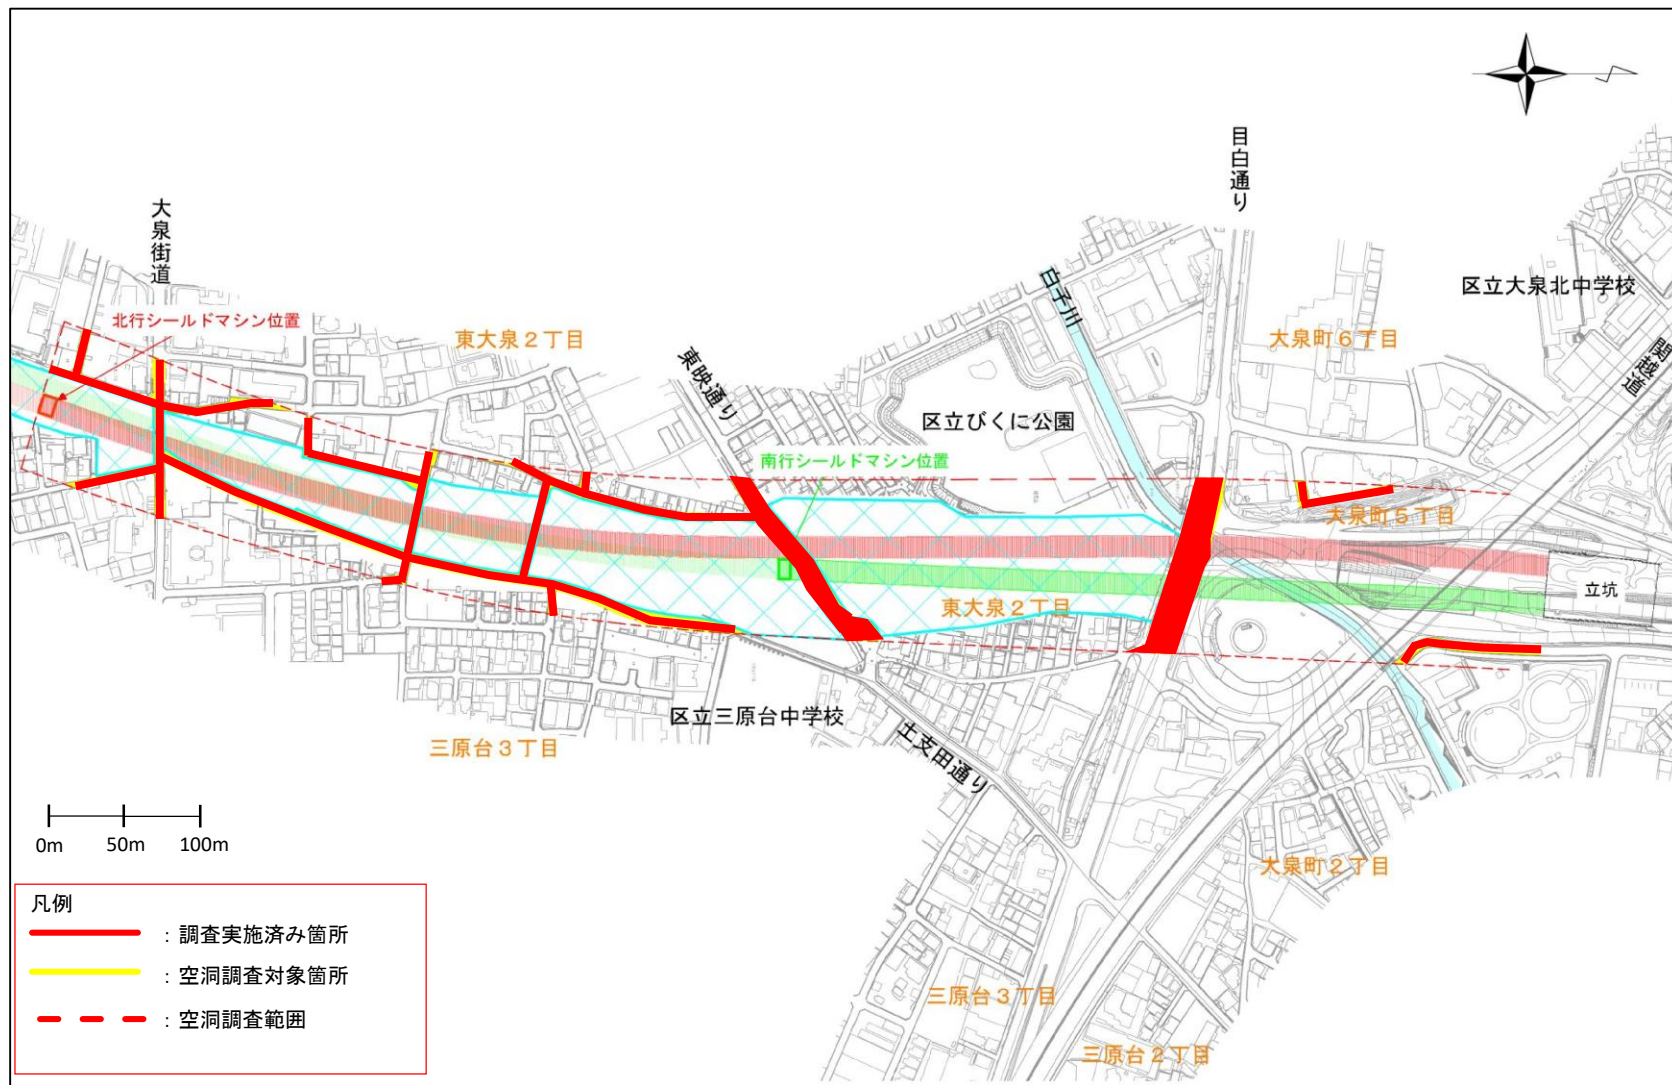 目白通り
大泉街道
区立大泉北中学校
白子川
北行シールドマシン位置
東大泉２丁目
大泉町６丁目
関越道
東映通り
区立びくに公園
南行シールドマシン位置
大泉町５丁目
立坑
東大泉２丁目
区立三原台中学校
三原台３丁目
土支田通り
0m
50m
100m
大泉町２丁目
凡例
：調査実施済み箇所
：空洞調査対象箇所
：空洞調査範囲
三原台３丁目
三原台２丁目